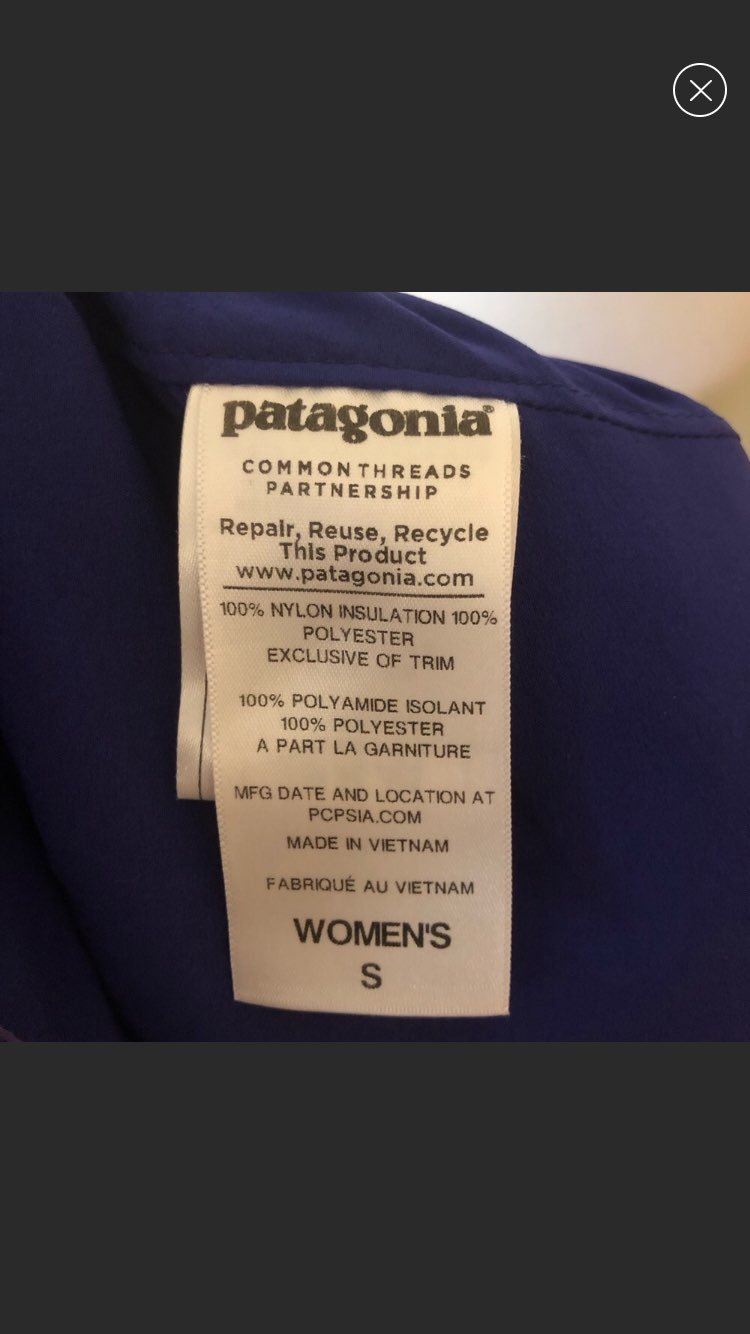 patagonia®
COMMON THREADS
PARTNERSHIP
Repair, Reuse, Recycle
This Product
www.patagonia.com
100% NYLON INSULATION 100%
POLYESTER
EXCLUSIVE OF TRIM
100% POLYAMIDE ISOLANT
100% POLYESTER
A PART LA GARNITURE
MFG DATE AND LOCATION AT
PCPSIA.COM
MADE IN VIETNAM
FABRIQUÉ AU VIETNAM
WOMEN'S
S